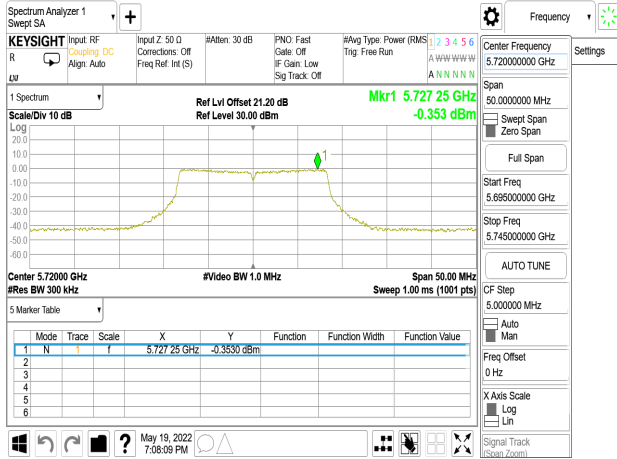 Spectrum Analyzer 1
Swept SA
Frequency
KEYSIGHT
R
Input: RF
Coupling: DC
Align: Auto
Input Z: 50 Ω
Corrections: Off
Freq Ref: Int (S)
#Atten: 30 dB
PNO: Fast
Gate: Off
IF Gain: Low
Sig Track: Off
#Avg Type: Power (RMS
Trig: Free Run
1 2 3 4 5 6
A W W W W W
A N N N N N
1 Spectrum
Scale/Div 10 dB
Ref Lvl Offset 21.20 dB
Ref Level 30.00 dBm
Mkr1 5.727 25 GHz
-0.353 dBm
Log
20.0
10.0
0.00
-10.0
-20.0
-30.0
-40.0
-50.0
-60.0
1
Center 5.72000 GHz
#Res BW 300 kHz
#Video BW 1.0 MHz
Span 50.00 MHz
Sweep 1.00 ms (1001 pts)
5 Marker Table
Mode Trace Scale X Y Function Function Width Function Value
1 N 1 f 5.727 25 GHz -0.3530 dBm
2
3
4
5
6
May 19, 2022
7:08:09 PM
Center Frequency
5.720000000 GHz
Settings
Span
50.0000000 MHz
Swept Span
Zero Span
Full Span
Start Freq
5.695000000 GHz
Stop Freq
5.745000000 GHz
AUTO TUNE
CF Step
5.000000 MHz
Auto
Man
Freq Offset
0 Hz
X Axis Scale
Log
Lin
Signal Track
(Span Zoom)